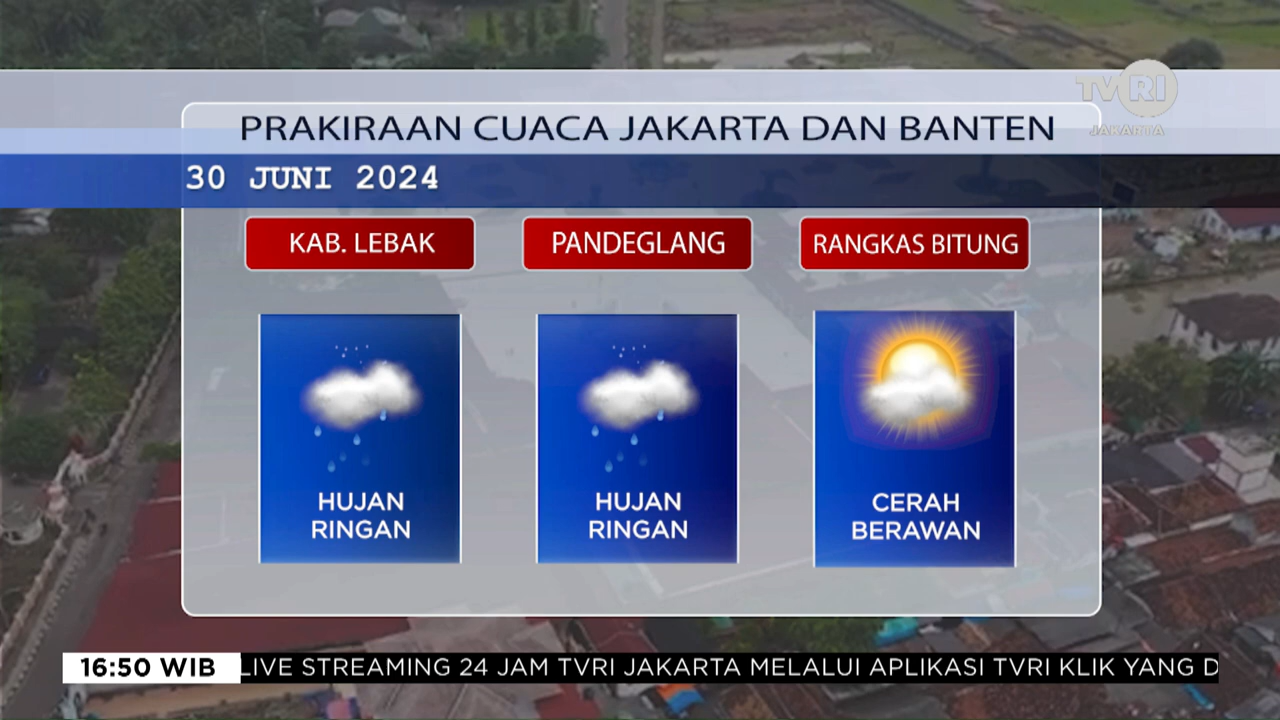 TVRI
JAKARTA
PRAKIRAAN CUACA JAKARTA DAN BANTEN
30 JUNI 2024
KAB. LEBAK
PANDEGLANG
RANGKAS BITUNG
HUJAN
RINGAN
HUJAN
RINGAN
CERAH
BERAWAN
16:50 WIB
LIVE STREAMING 24 JAM TVRI JAKARTA MELALUI APLIKASI TVRI KLIK YANG D